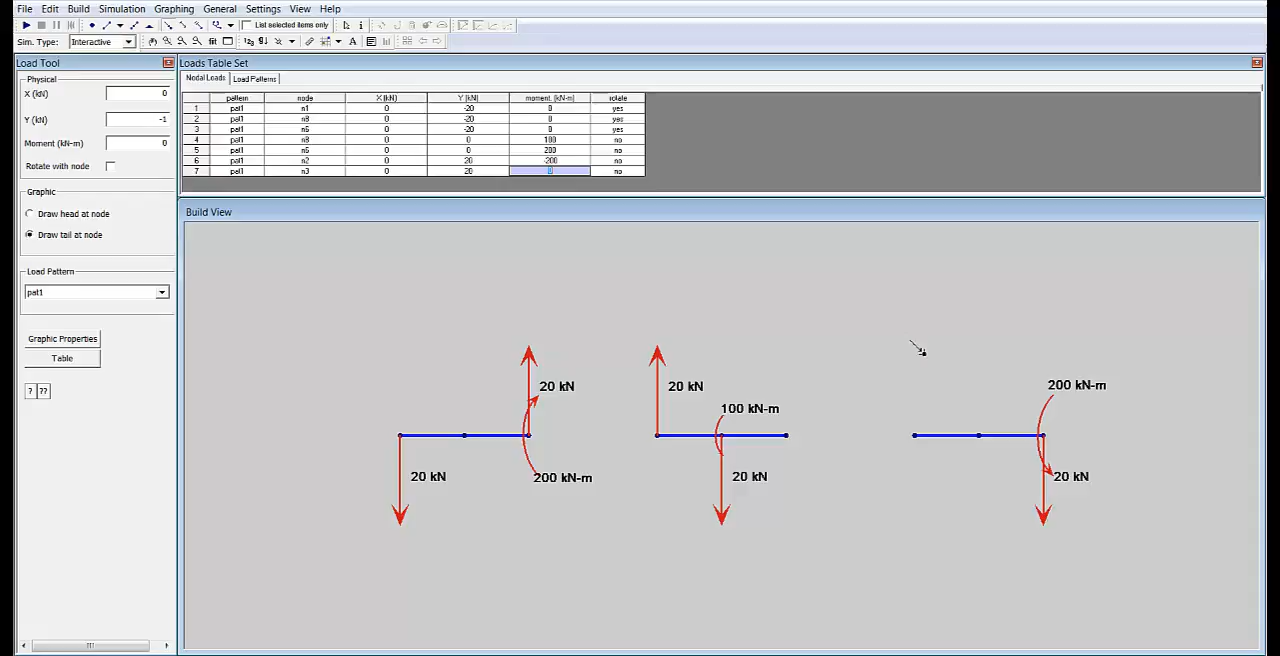 File Edit Build Simulation Graphing General Settings View Help
List selected items only
Sim. Type: Interactive
Load Tool
Physical
X (kN) 0
Y (kN) -1
Moment (kN-m) 0
Rotate with node
Graphic
Draw head at node
Draw tail at node
Load Pattern
pat1
Graphic Properties
Table
? ??
Loads Table Set
Nodal Loads Load Patterns
pattern node X (kN) Y (kN) moment. (kN-m) rotate
1 pat1 n1 0 -20 0 yes
2 pat1 n8 0 -20 0 yes
3 pat1 n6 0 -20 0 yes
4 pat1 n8 0 0 100 no
5 pat1 n6 0 0 200 no
6 pat1 n2 0 20 -200 no
7 pat1 n3 0 20 0 no
Build View
20 kN
20 kN
200 kN-m
20 kN
100 kN-m
20 kN
200 kN-m
20 kN